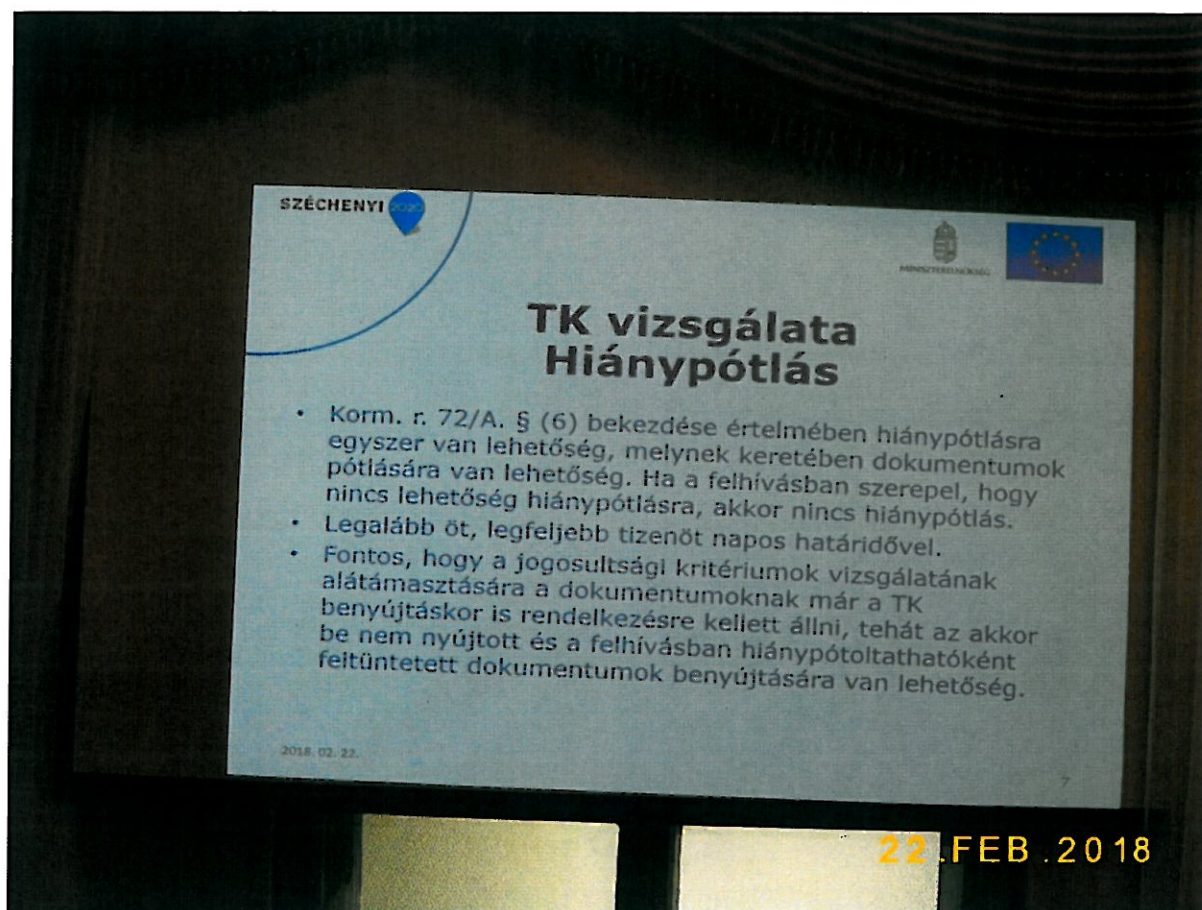 SZÉCHENYI 2020
MINISZTERELNÖKSÉG
TK vizsgálata
Hiánypótlás
• Korm. r. 72/A. § (6) bekezdése értelmében hiánypótlásra
egyszer van lehetőség, melynek keretében dokumentumok
pótlására van lehetőség. Ha a felhívásban szerepel, hogy
nincs lehetőség hiánypótlásra, akkor nincs hiánypótlás.
• Legalább öt, legfeljebb tizenöt napos határidővel.
• Fontos, hogy a jogosultsági kritériumok vizsgálatának
alátámasztására a dokumentumoknak már a TK
benyújtáskor is rendelkezésre kellett állni, tehát az akkor
be nem nyújtott és a felhívásban hiánypótoltathatóként
feltüntetett dokumentumok benyújtására van lehetőség.
2018. 02. 22.
7
22.FEB.2018